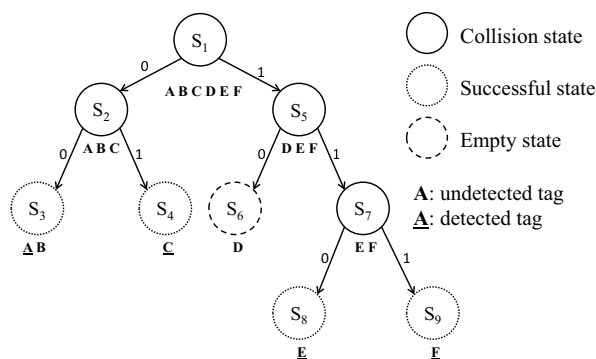 S1
0
1
A B C D E F
Collision state
S2
S5
Successful state
A B C
D E F
0
1
0
1
Empty state
S3
S4
S6
S7
A: undetected tag
A: detected tag
A B
C
D
E F
0
1
S8
S9
E
F